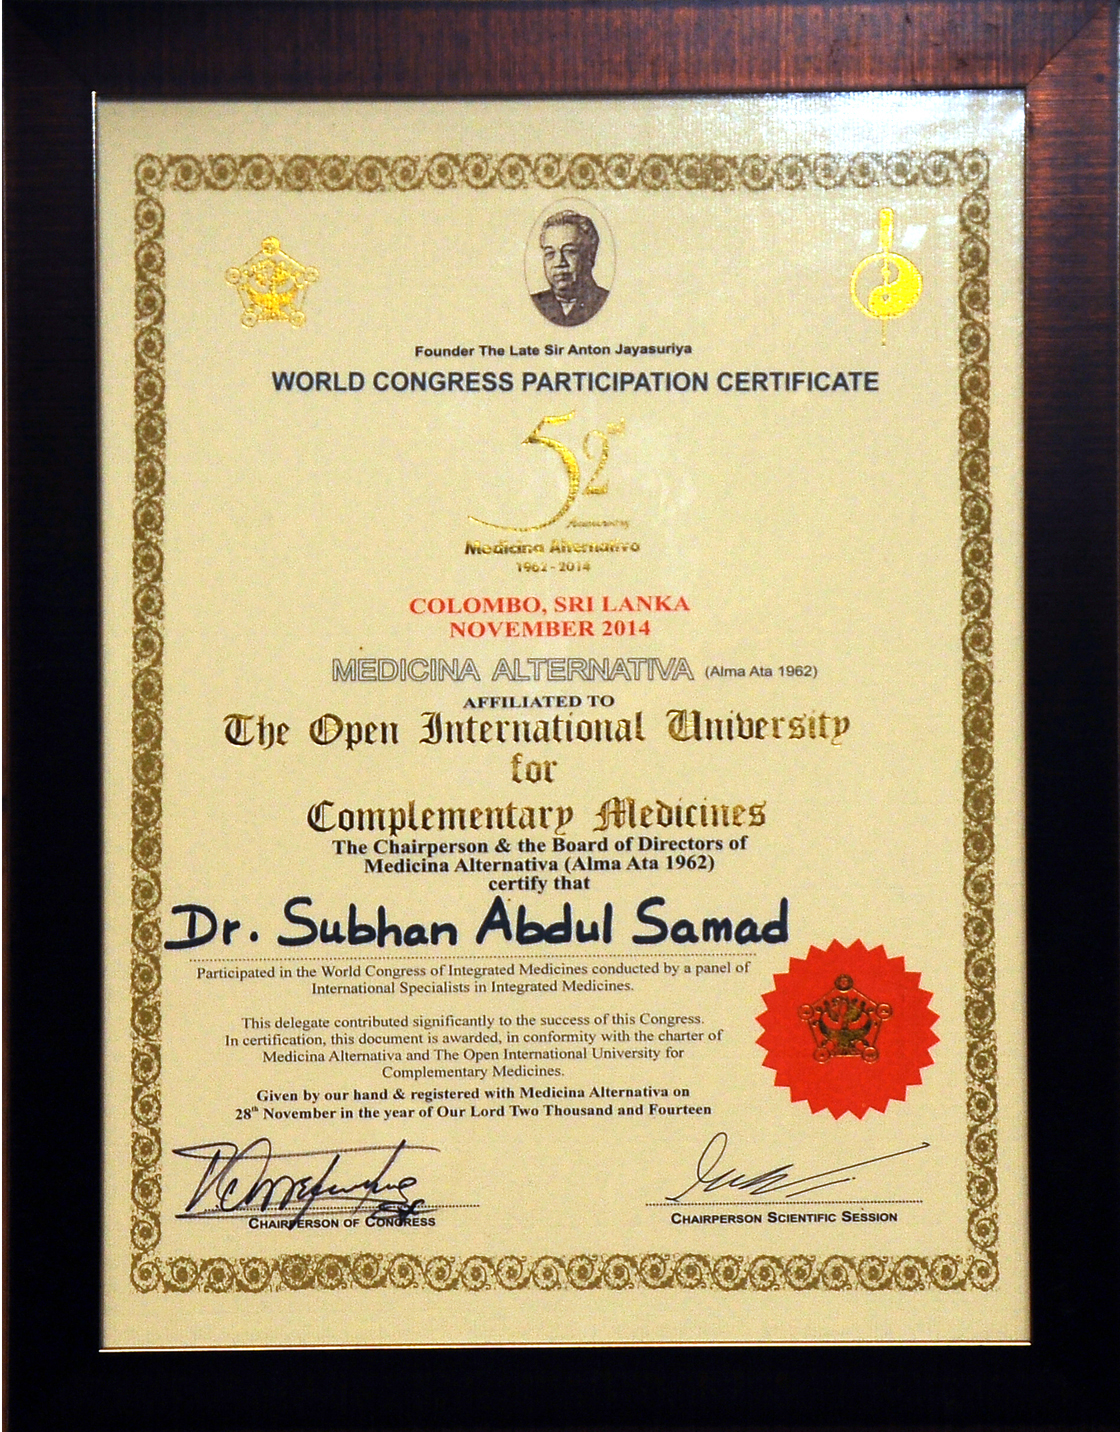 Founder The Late Sir Anton Jayasuriya
WORLD CONGRESS PARTICIPATION CERTIFICATE
52nd
Anniversary
Medicina Alternativa
1962 - 2014
COLOMBO, SRI LANKA
NOVEMBER 2014
MEDICINA ALTERNATIVA (Alma Ata 1962)
AFFILIATED TO
The Open International University
for
Complementary Medicines
The Chairperson & the Board of Directors of
Medicina Alternativa (Alma Ata 1962)
certify that
Dr. Subhan Abdul Samad
Participated in the World Congress of Integrated Medicines conducted by a panel of
International Specialists in Integrated Medicines.
This delegate contributed significantly to the success of this Congress.
In certification, this document is awarded, in conformity with the charter of
Medicina Alternativa and The Open International University for
Complementary Medicines.
Given by our hand & registered with Medicina Alternativa on
28th November in the year of Our Lord Two Thousand and Fourteen
CHAIRPERSON OF CONGRESS
CHAIRPERSON SCIENTIFIC SESSION